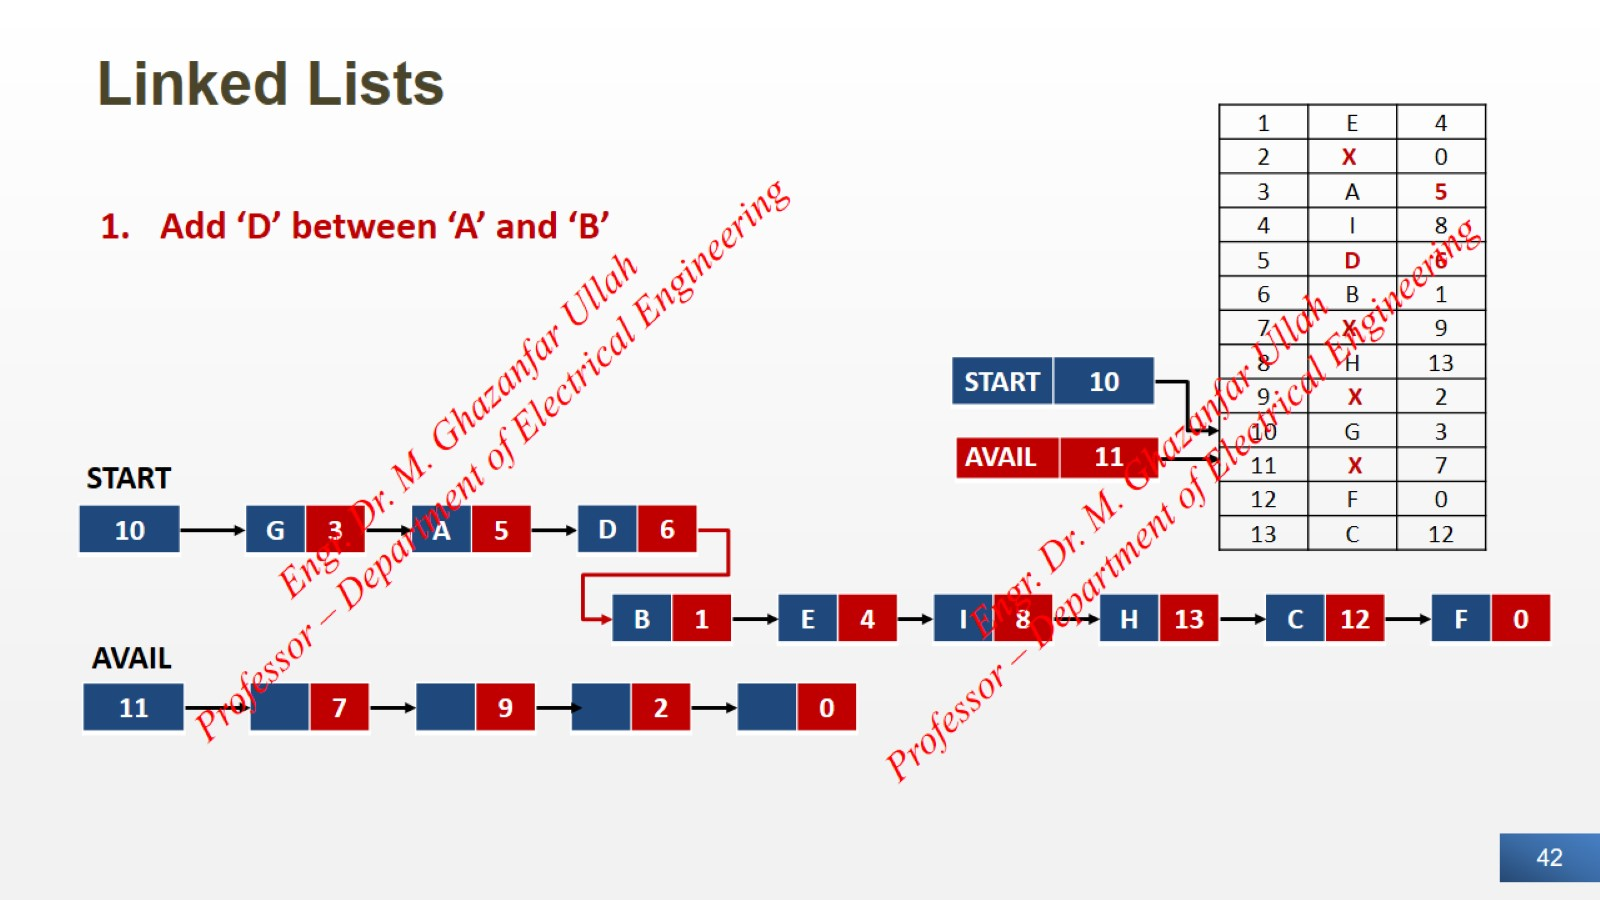 Linked Lists
1. Add ‘D’ between ‘A’ and ‘B’
1 E 4
2 X 0
3 A 5
4 I 8
5 D 6
6 B 1
7 X 9
8 H 13
9 X 2
10 G 3
11 X 7
12 F 0
13 C 12
START 10
AVAIL 11
START
10 G 3 A 5 D 6
B 1 E 4 I 8 H 13 C 12 F 0
AVAIL
11 7 9 2 0
Engr. Dr. M. Ghazanfar Ullah
Professor – Department of Electrical Engineering
Engr. Dr. M. Ghazanfar Ullah
Professor – Department of Electrical Engineering
42